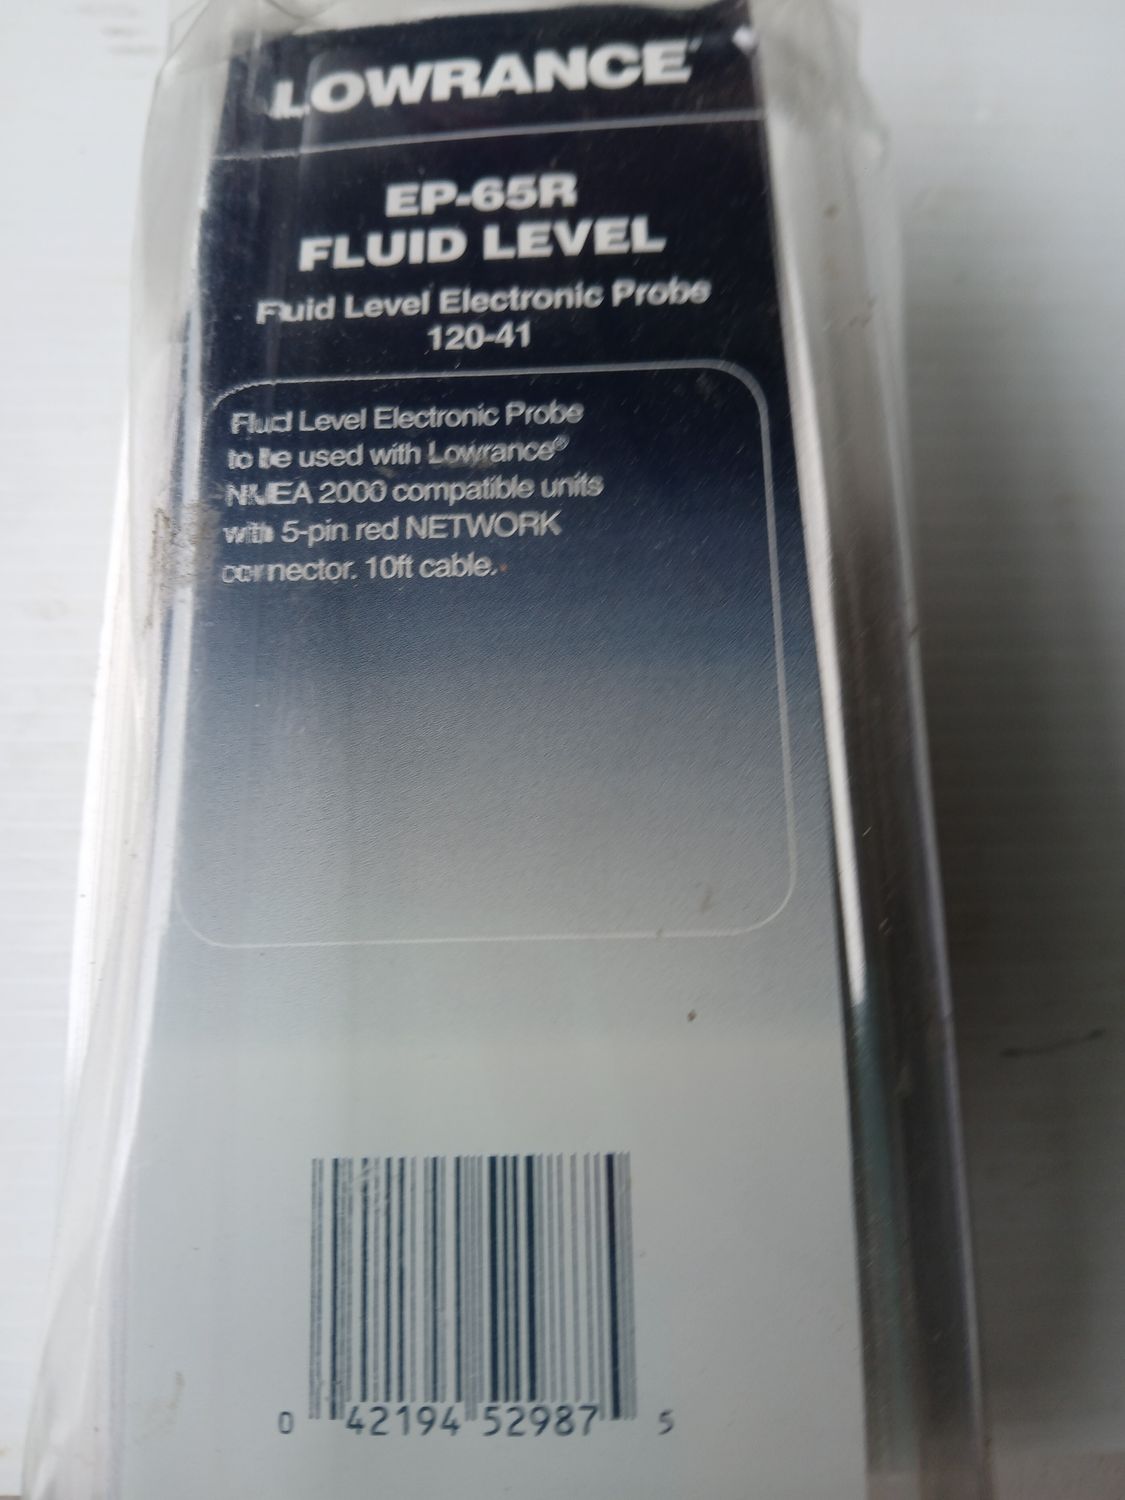 LOWRANCE
EP-65R
FLUID LEVEL
Fluid Level Electronic Probe
120-41
Fluid Level Electronic Probe
to be used with Lowrance®
NMEA 2000 compatible units
with 5-pin red NETWORK
connector. 10ft cable.
0 42194 52987 5